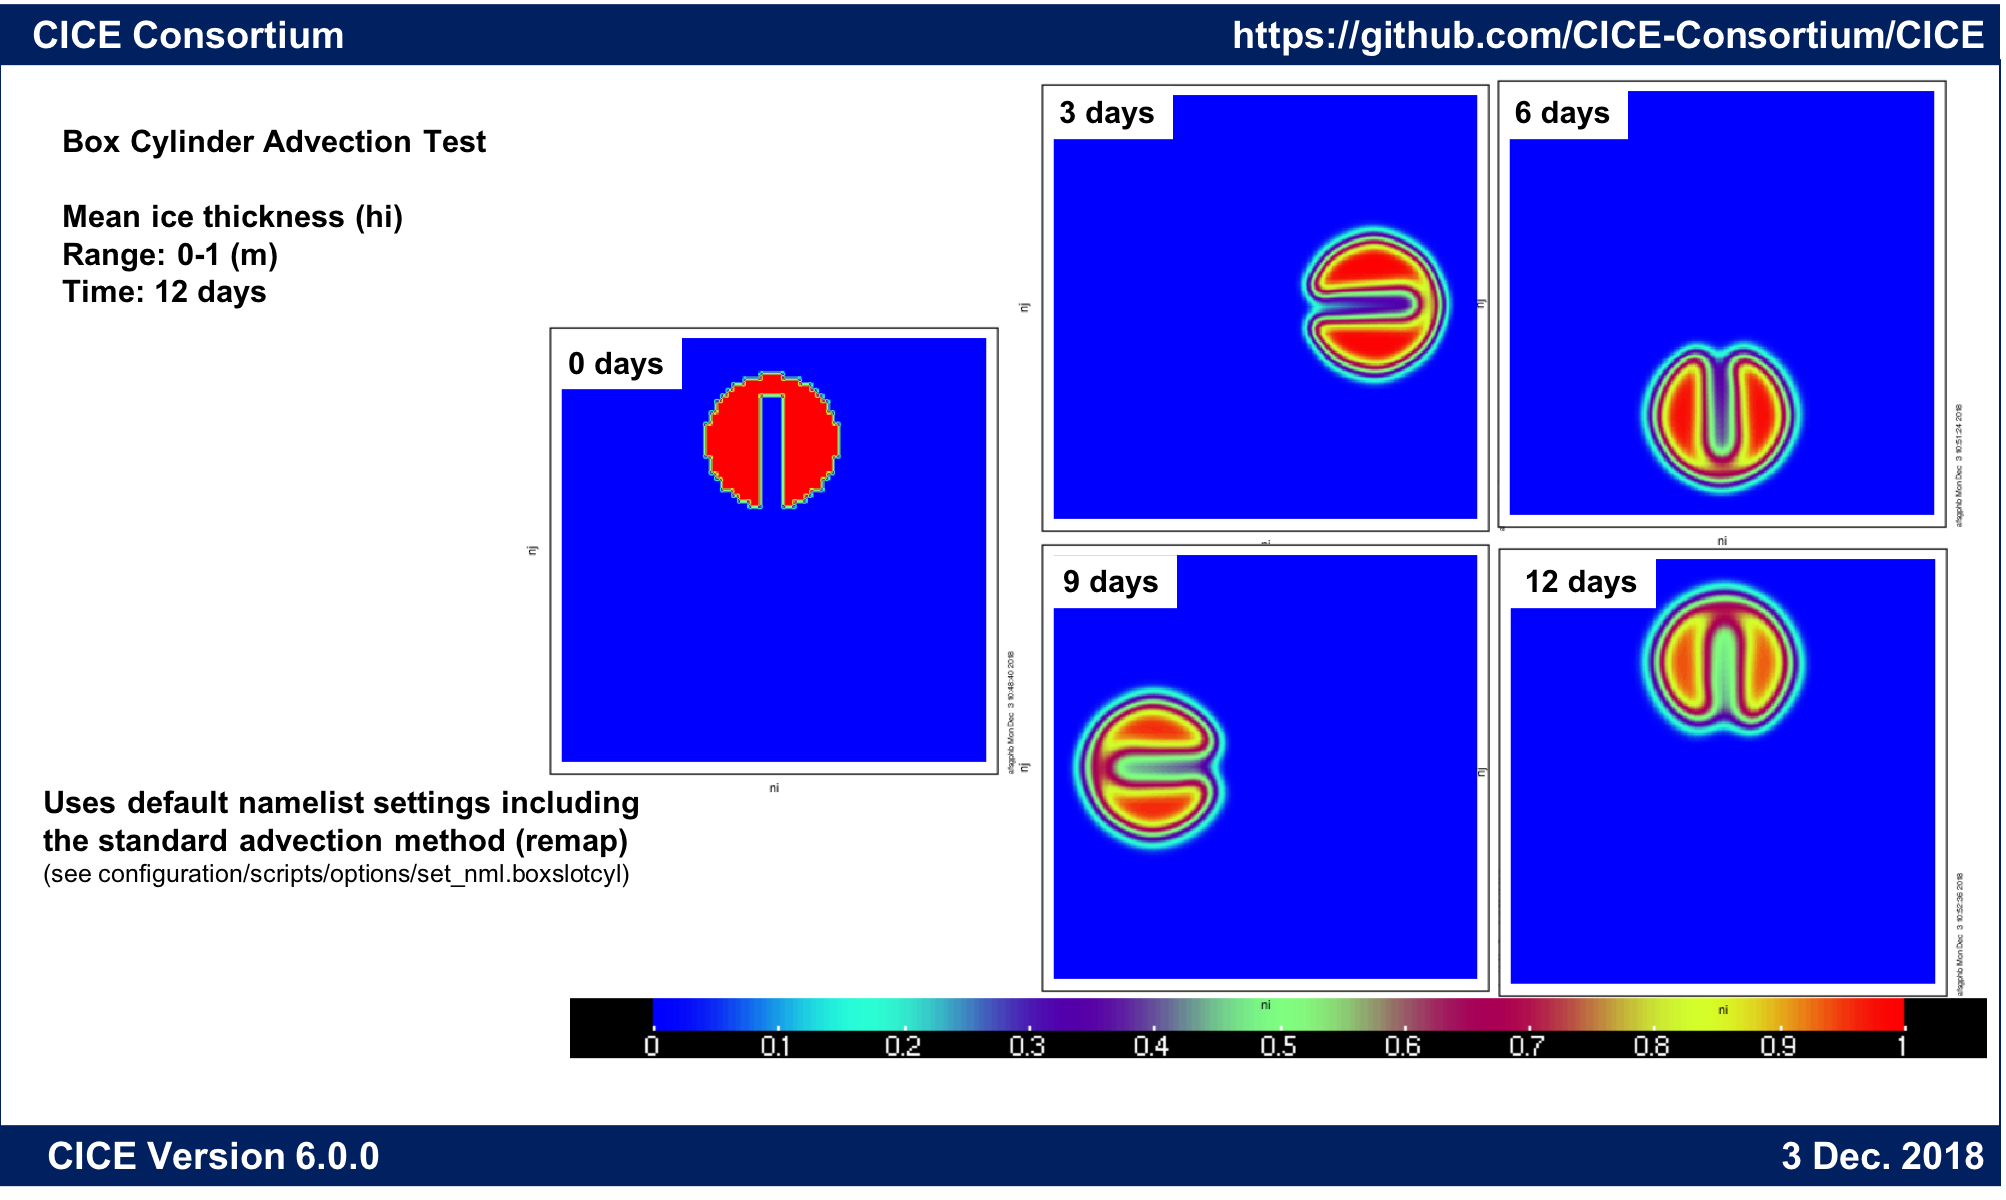 CICE Consortium
https://github.com/CICE-Consortium/CICE
Box Cylinder Advection Test
Mean ice thickness (hi)
Range: 0-1 (m)
Time: 12 days
0 days
nj
ni
3 days
nj
6 days
nj
ni
9 days
nj
ni
12 days
nj
ni
Uses default namelist settings including
the standard advection method (remap)
(see configuration/scripts/options/set_nml.boxslotcyl)
0 0.1 0.2 0.3 0.4 0.5 0.6 0.7 0.8 0.9 1
CICE Version 6.0.0
3 Dec. 2018